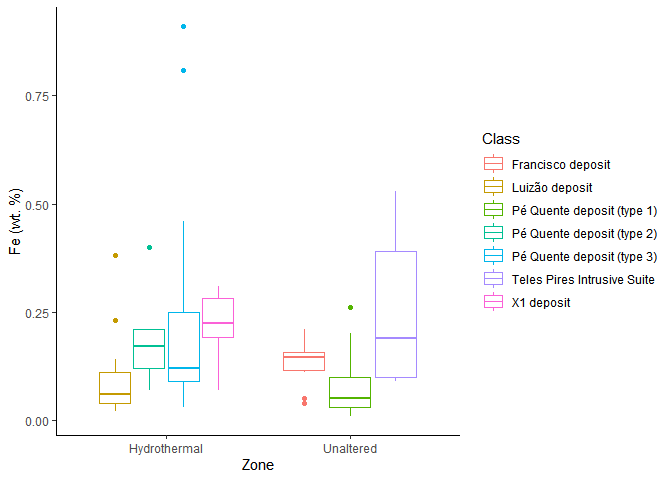 Fe (wt. %)
0.75
0.50
0.25
0.00
Hydrothermal
Unaltered
Zone
Class
Francisco deposit
Luizão deposit
Pé Quente deposit (type 1)
Pé Quente deposit (type 2)
Pé Quente deposit (type 3)
Teles Pires Intrusive Suite
X1 deposit